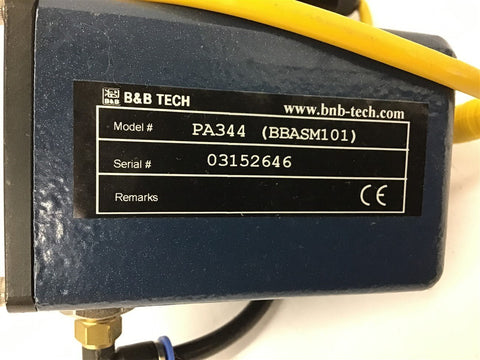 B&B B&B TECH
www.bnb-tech.com
Model # PA344 (BBASM101)
Serial # 03152646
Remarks CE